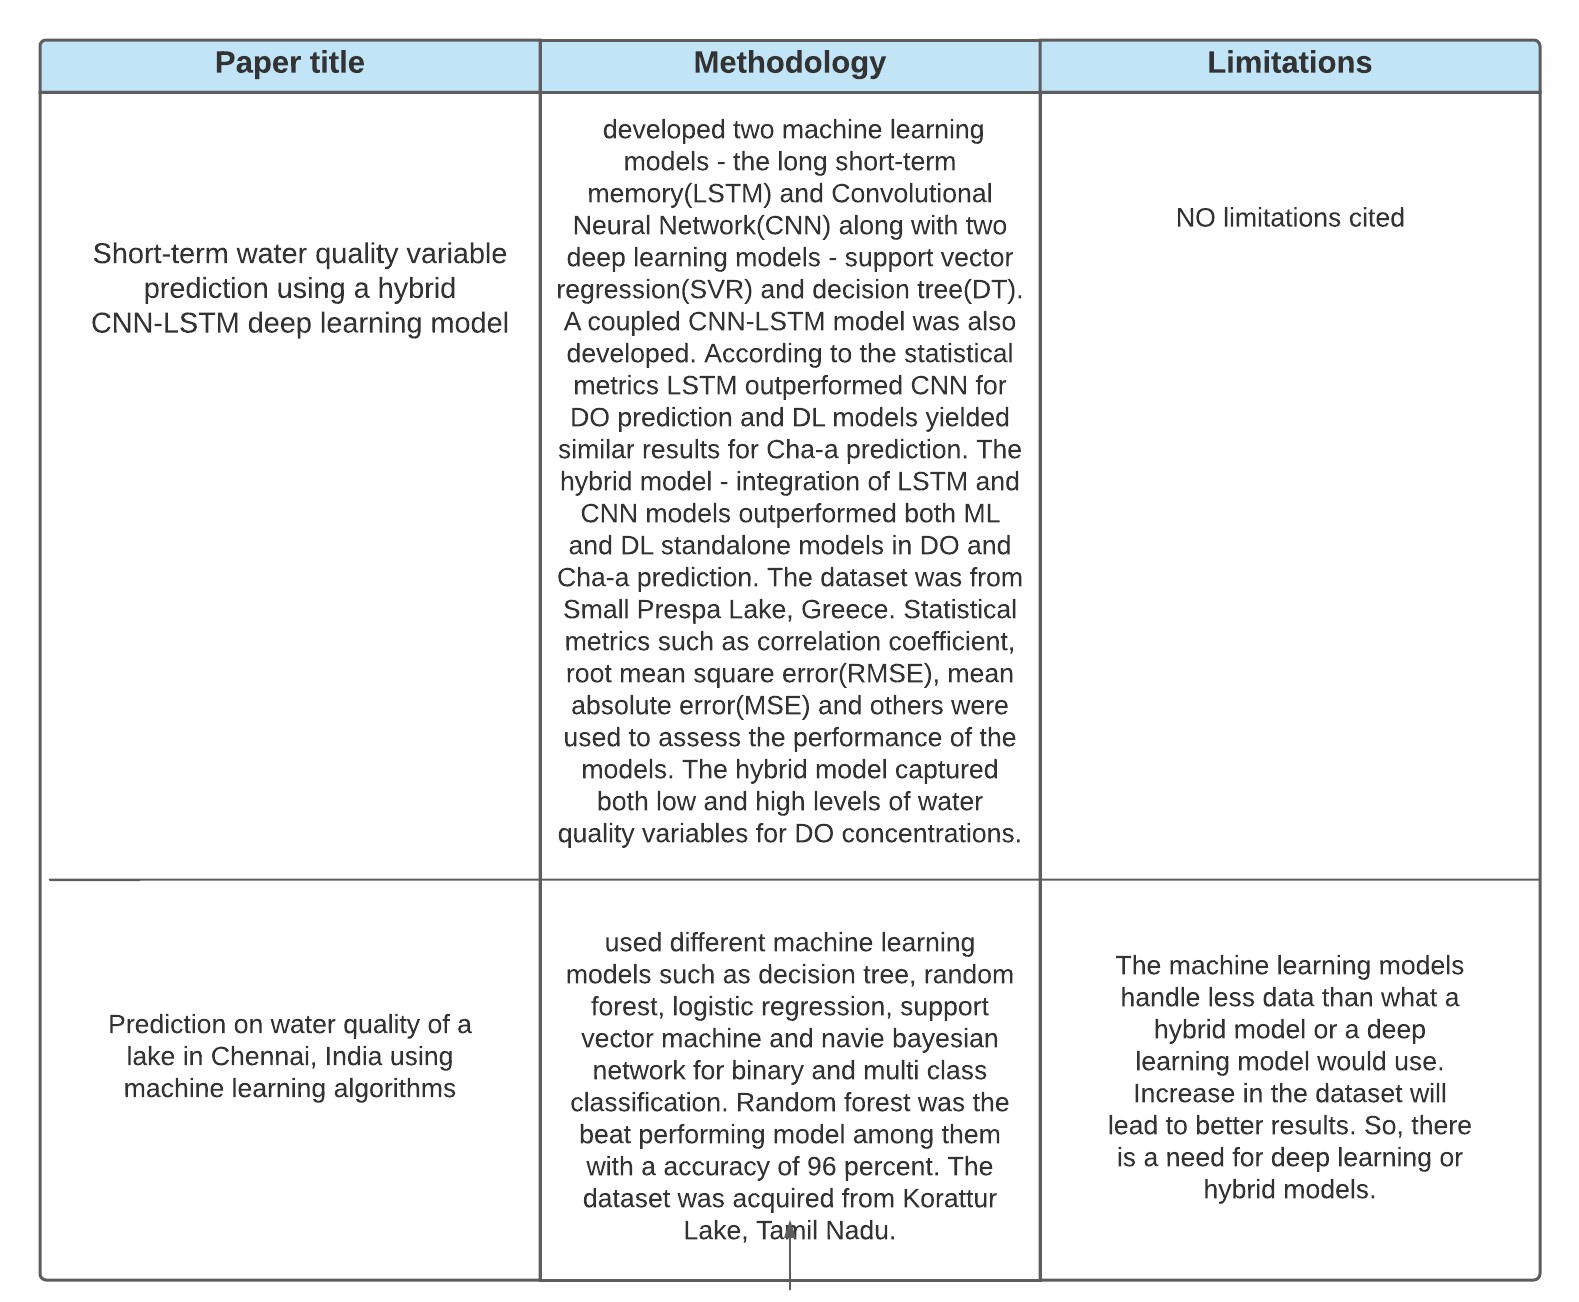 Paper title
Methodology
Limitations
Short-term water quality variable
prediction using a hybrid
CNN-LSTM deep learning model
developed two machine learning
models - the long short-term
memory(LSTM) and Convolutional
Neural Network(CNN) along with two
deep learning models - support vector
regression(SVR) and decision tree(DT).
A coupled CNN-LSTM model was also
developed. According to the statistical
metrics LSTM outperformed CNN for
DO prediction and DL models yielded
similar results for Cha-a prediction. The
hybrid model - integration of LSTM and
CNN models outperformed both ML
and DL standalone models in DO and
Cha-a prediction. The dataset was from
Small Prespa Lake, Greece. Statistical
metrics such as correlation coefficient,
root mean square error(RMSE), mean
absolute error(MSE) and others were
used to assess the performance of the
models. The hybrid model captured
both low and high levels of water
quality variables for DO concentrations.
NO limitations cited
Prediction on water quality of a
lake in Chennai, India using
machine learning algorithms
used different machine learning
models such as decision tree, random
forest, logistic regression, support
vector machine and navie bayesian
network for binary and multi class
classification. Random forest was the
beat performing model among them
with a accuracy of 96 percent. The
dataset was acquired from Korattur
Lake, Tamil Nadu.
The machine learning models
handle less data than what a
hybrid model or a deep
learning model would use.
Increase in the dataset will
lead to better results. So, there
is a need for deep learning or
hybrid models.